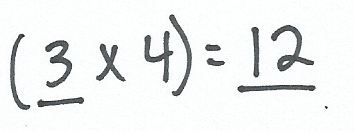 (3 x 4) = 12